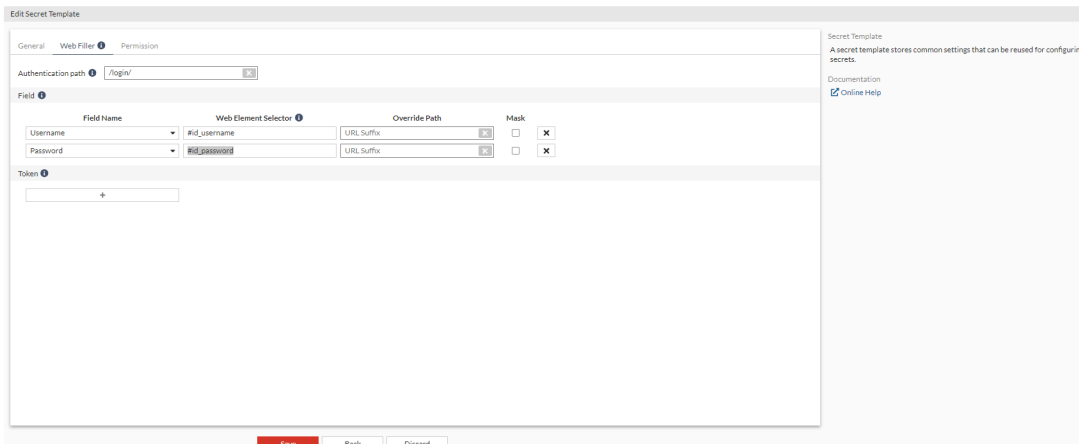 Edit Secret Template
General Web Filler Permission
Secret Template
A secret template stores common settings that can be reused for configurin
secrets.
Authentication path /login/
Documentation
Online Help
Field
Field Name Web Element Selector Override Path Mask
Username #id_username URL Suffix
Password #id_password URL Suffix
Token
+
Save Back Discard